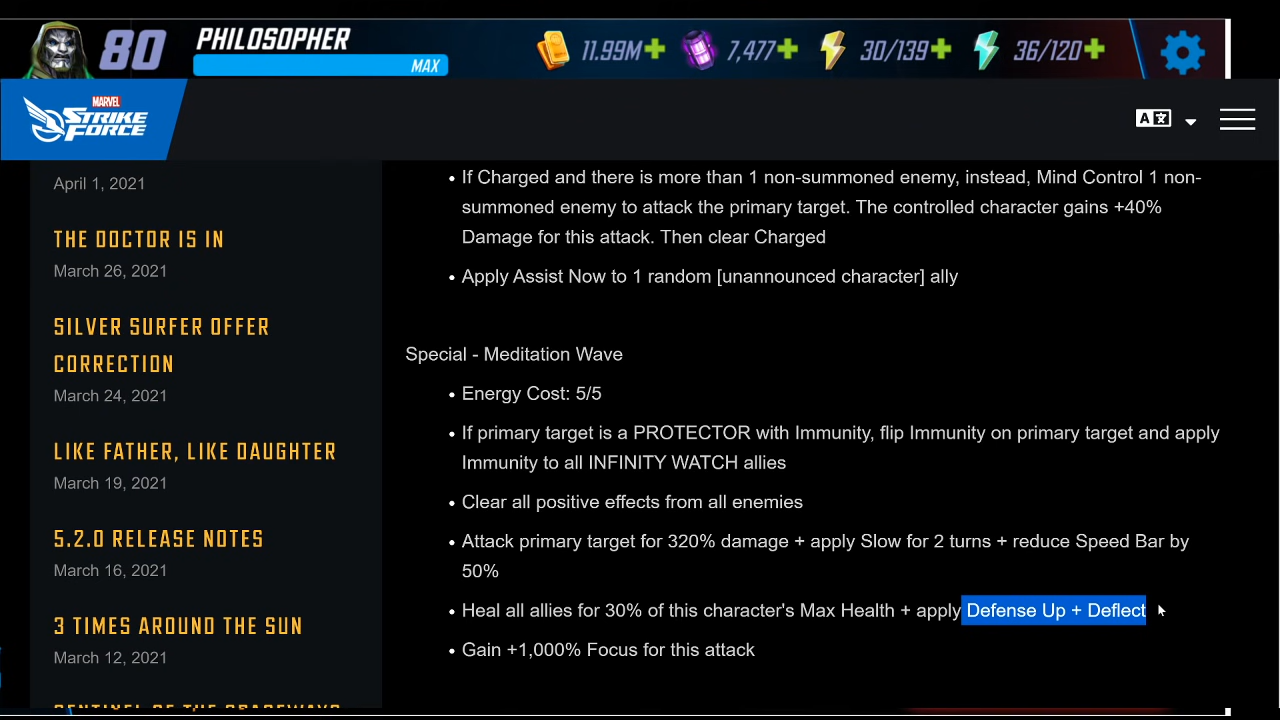 80
PHILOSOPHER
MAX
11.99M
7,477
30/139
36/120
MARVEL
STRIKE
FORCE
A
April 1, 2021
THE DOCTOR IS IN
March 26, 2021
SILVER SURFER OFFER
CORRECTION
March 24, 2021
LIKE FATHER, LIKE DAUGHTER
March 19, 2021
5.2.0 RELEASE NOTES
March 16, 2021
3 TIMES AROUND THE SUN
March 12, 2021
SENTINEL OF THE SPACEWAYS
• If Charged and there is more than 1 non-summoned enemy, instead, Mind Control 1 non-
summoned enemy to attack the primary target. The controlled character gains +40%
Damage for this attack. Then clear Charged
• Apply Assist Now to 1 random [unannounced character] ally
Special - Meditation Wave
• Energy Cost: 5/5
• If primary target is a PROTECTOR with Immunity, flip Immunity on primary target and apply
Immunity to all INFINITY WATCH allies
• Clear all positive effects from all enemies
• Attack primary target for 320% damage + apply Slow for 2 turns + reduce Speed Bar by
50%
• Heal all allies for 30% of this character's Max Health + apply Defense Up + Deflect
• Gain +1,000% Focus for this attack